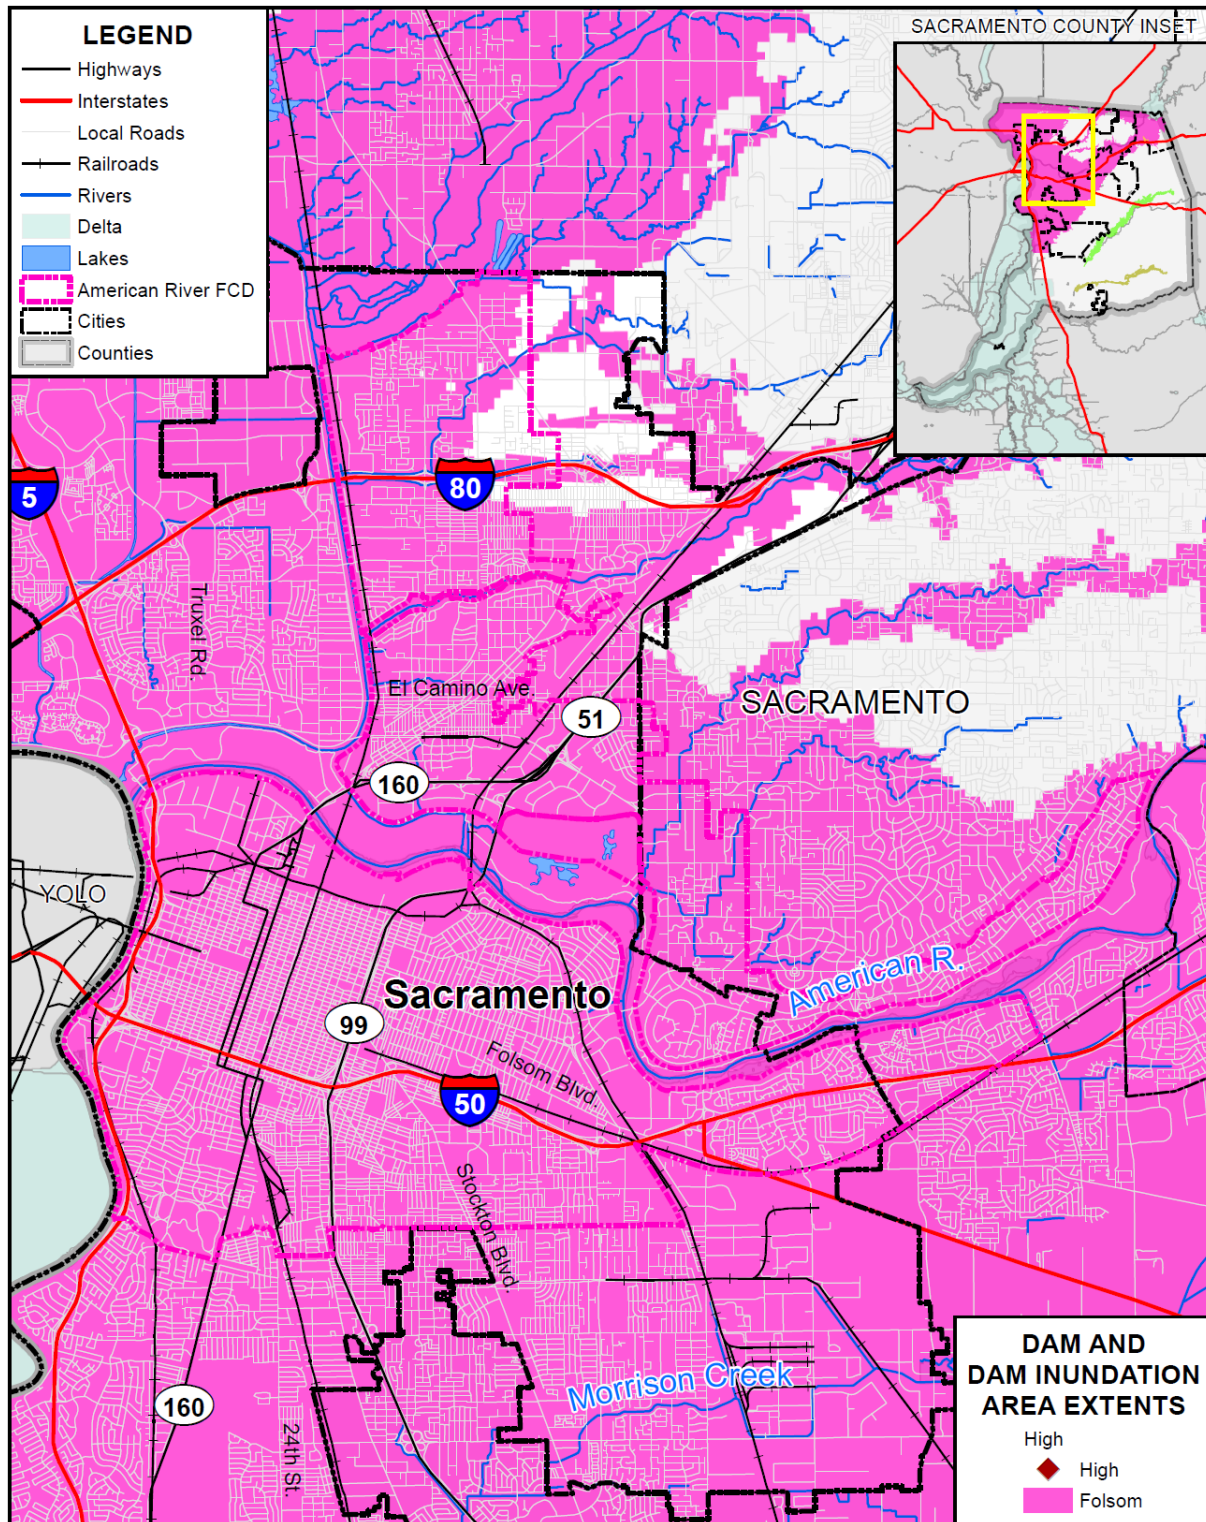 LEGEND
Highways
Interstates
Local Roads
Railroads
Rivers
Delta
Lakes
American River FCD
Cities
Counties
SACRAMENTO COUNTY INSET
5
80
Truxel Rd.
El Camino Ave.
51
SACRAMENTO
160
YOLO
American R.
Sacramento
99
Folsom Blvd.
50
Stockton Blvd.
Morrison Creek
160
24th St.
DAM AND
DAM INUNDATION
AREA EXTENTS
High
High
Folsom